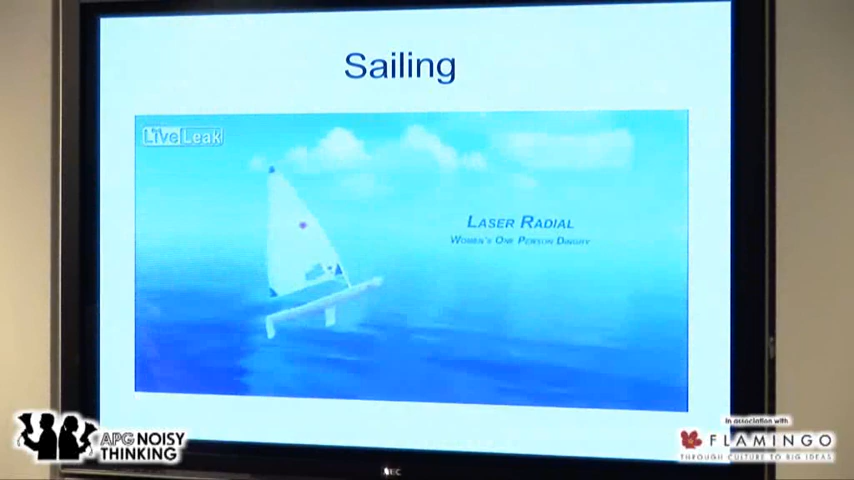 Sailing
LiveLeak
LASER RADIAL
WOMEN'S ONE PERSON DINGHY
NEC
APG NOISY
THINKING
In association with
FLAMINGO
THROUGH CULTURE TO BIG IDEAS